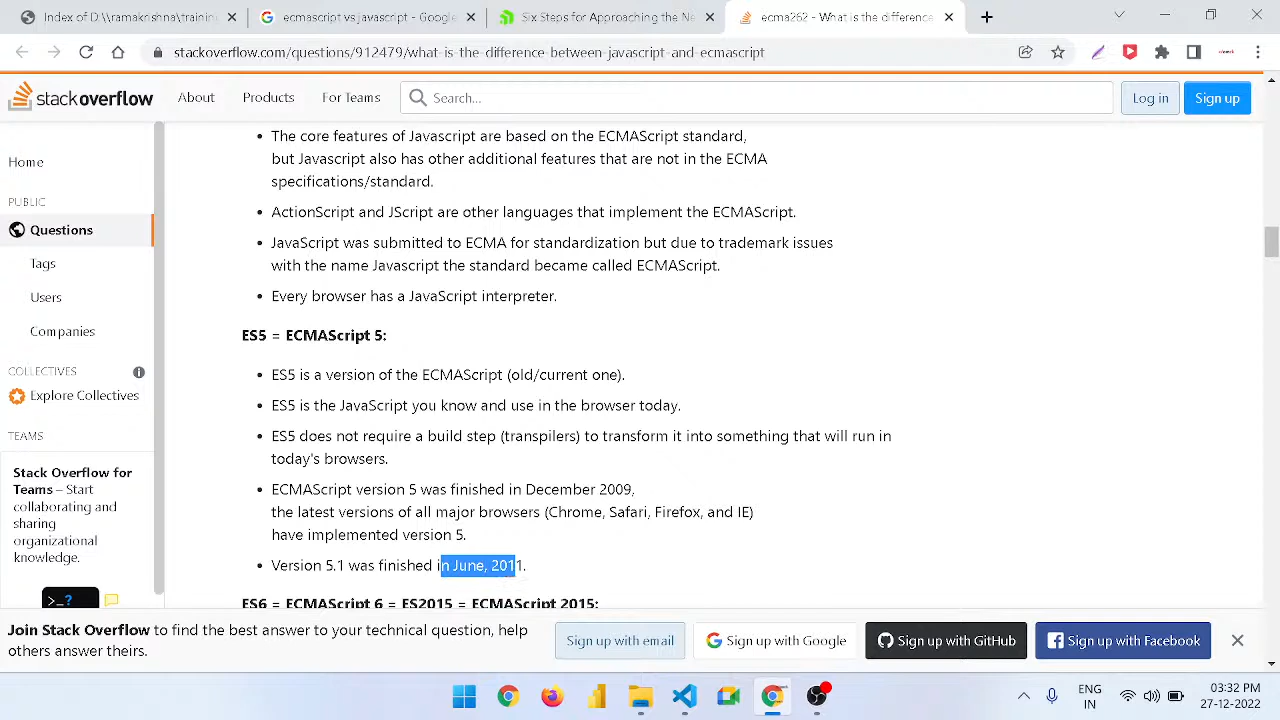 Index of D:\\ramakrishna\trainin
ecmascript vs javascript - Google
Six Steps for Approaching the Ne
ecma262 - What is the difference
stackoverflow.com/questions/912479/what-is-the-difference-between-javascript-and-ecmascript
stackoverflow
About
Products
For Teams
Search...
Log in
Sign up
Home
PUBLIC
Questions
Tags
Users
Companies
COLLECTIVES
Explore Collectives
TEAMS
Stack Overflow for
Teams – Start
collaborating and
sharing
organizational
knowledge.
>_?
• The core features of Javascript are based on the ECMAScript standard,
but Javascript also has other additional features that are not in the ECMA
specifications/standard.
• ActionScript and JScript are other languages that implement the ECMAScript.
• JavaScript was submitted to ECMA for standardization but due to trademark issues
with the name Javascript the standard became called ECMAScript.
• Every browser has a JavaScript interpreter.
ES5 = ECMAScript 5:
• ES5 is a version of the ECMAScript (old/current one).
• ES5 is the JavaScript you know and use in the browser today.
• ES5 does not require a build step (transpilers) to transform it into something that will run in
today's browsers.
• ECMAScript version 5 was finished in December 2009,
the latest versions of all major browsers (Chrome, Safari, Firefox, and IE)
have implemented version 5.
• Version 5.1 was finished in June, 2011.
ES6 = ECMAScript 6 = ES2015 = ECMAScript 2015:
Join Stack Overflow to find the best answer to your technical question, help
others answer theirs.
Sign up with email
Sign up with Google
Sign up with GitHub
Sign up with Facebook
ENG
IN
03:32 PM
27-12-2022